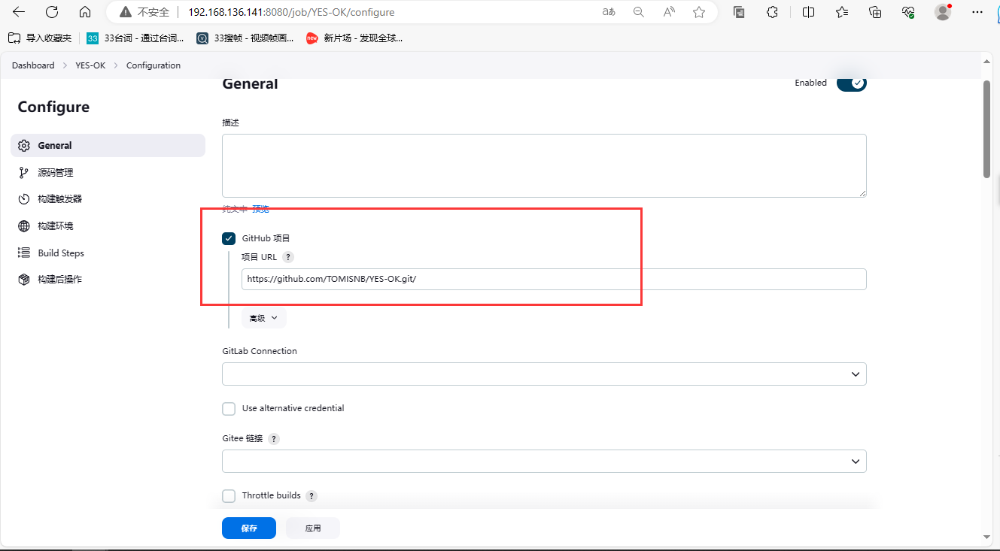 不安全 192.168.136.141:8080/job/YES-OK/configure
导入收藏夹 33 33台词 - 通过台词... 33搜帧 - 视频帧画... new 新片场 - 发现全球...
Dashboard YES-OK Configuration
Configure
General
源码管理
构建触发器
构建环境
Build Steps
构建后操作
General
Enabled
描述
纯文本 预览
GitHub 项目
项目 URL ?
https://github.com/TOMISNB/YES-OK.git/
高级
GitLab Connection
Use alternative credential
Gitee 链接 ?
Throttle builds ?
保存 应用